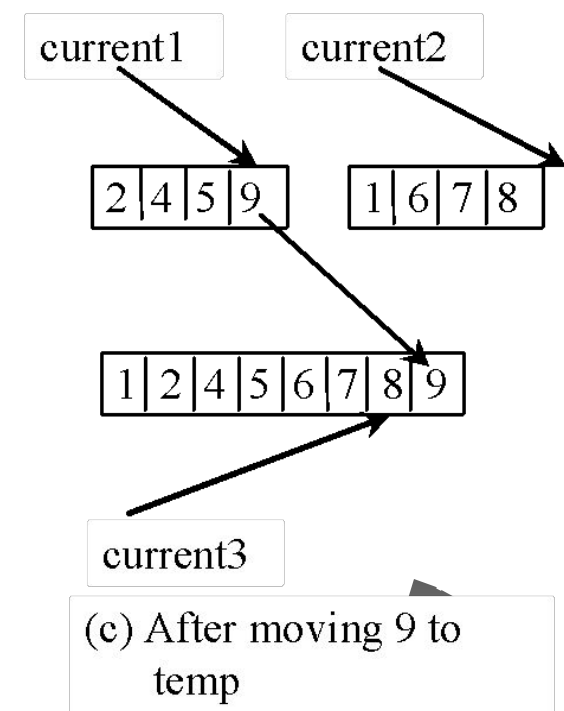 current1 current2
2 4 5 9 1 6 7 8
1 2 4 5 6 7 8 9
current3
(c) After moving 9 to
temp